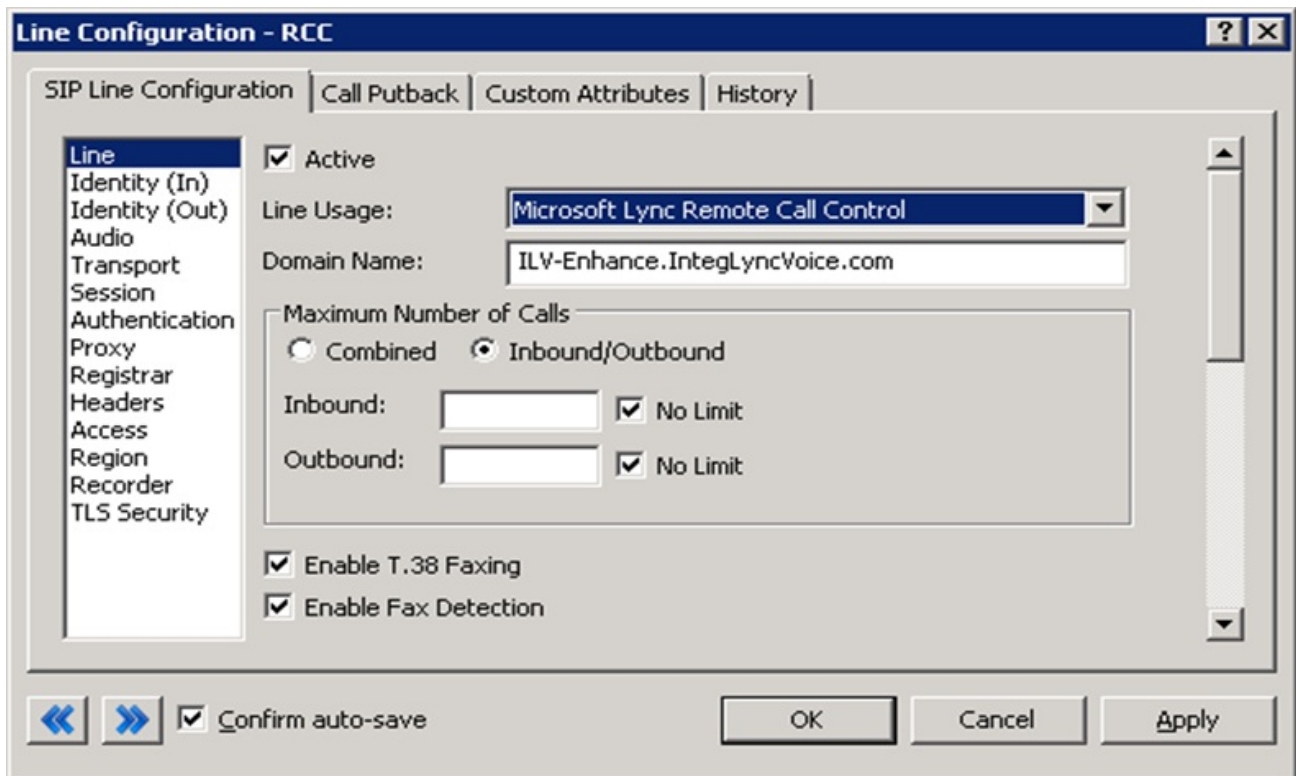 Line Configuration - RCC
SIP Line Configuration
Call Putback
Custom Attributes
History
Line
Identity (In)
Identity (Out)
Audio
Transport
Session
Authentication
Proxy
Registrar
Headers
Access
Region
Recorder
TLS Security
Active
Line Usage:
Microsoft Lync Remote Call Control
Domain Name:
ILV-Enhance.IntegLyncVoice.com
Maximum Number of Calls
Combined
Inbound/Outbound
Inbound:
No Limit
Outbound:
No Limit
Enable T.38 Faxing
Enable Fax Detection
Confirm auto-save
OK
Cancel
Apply